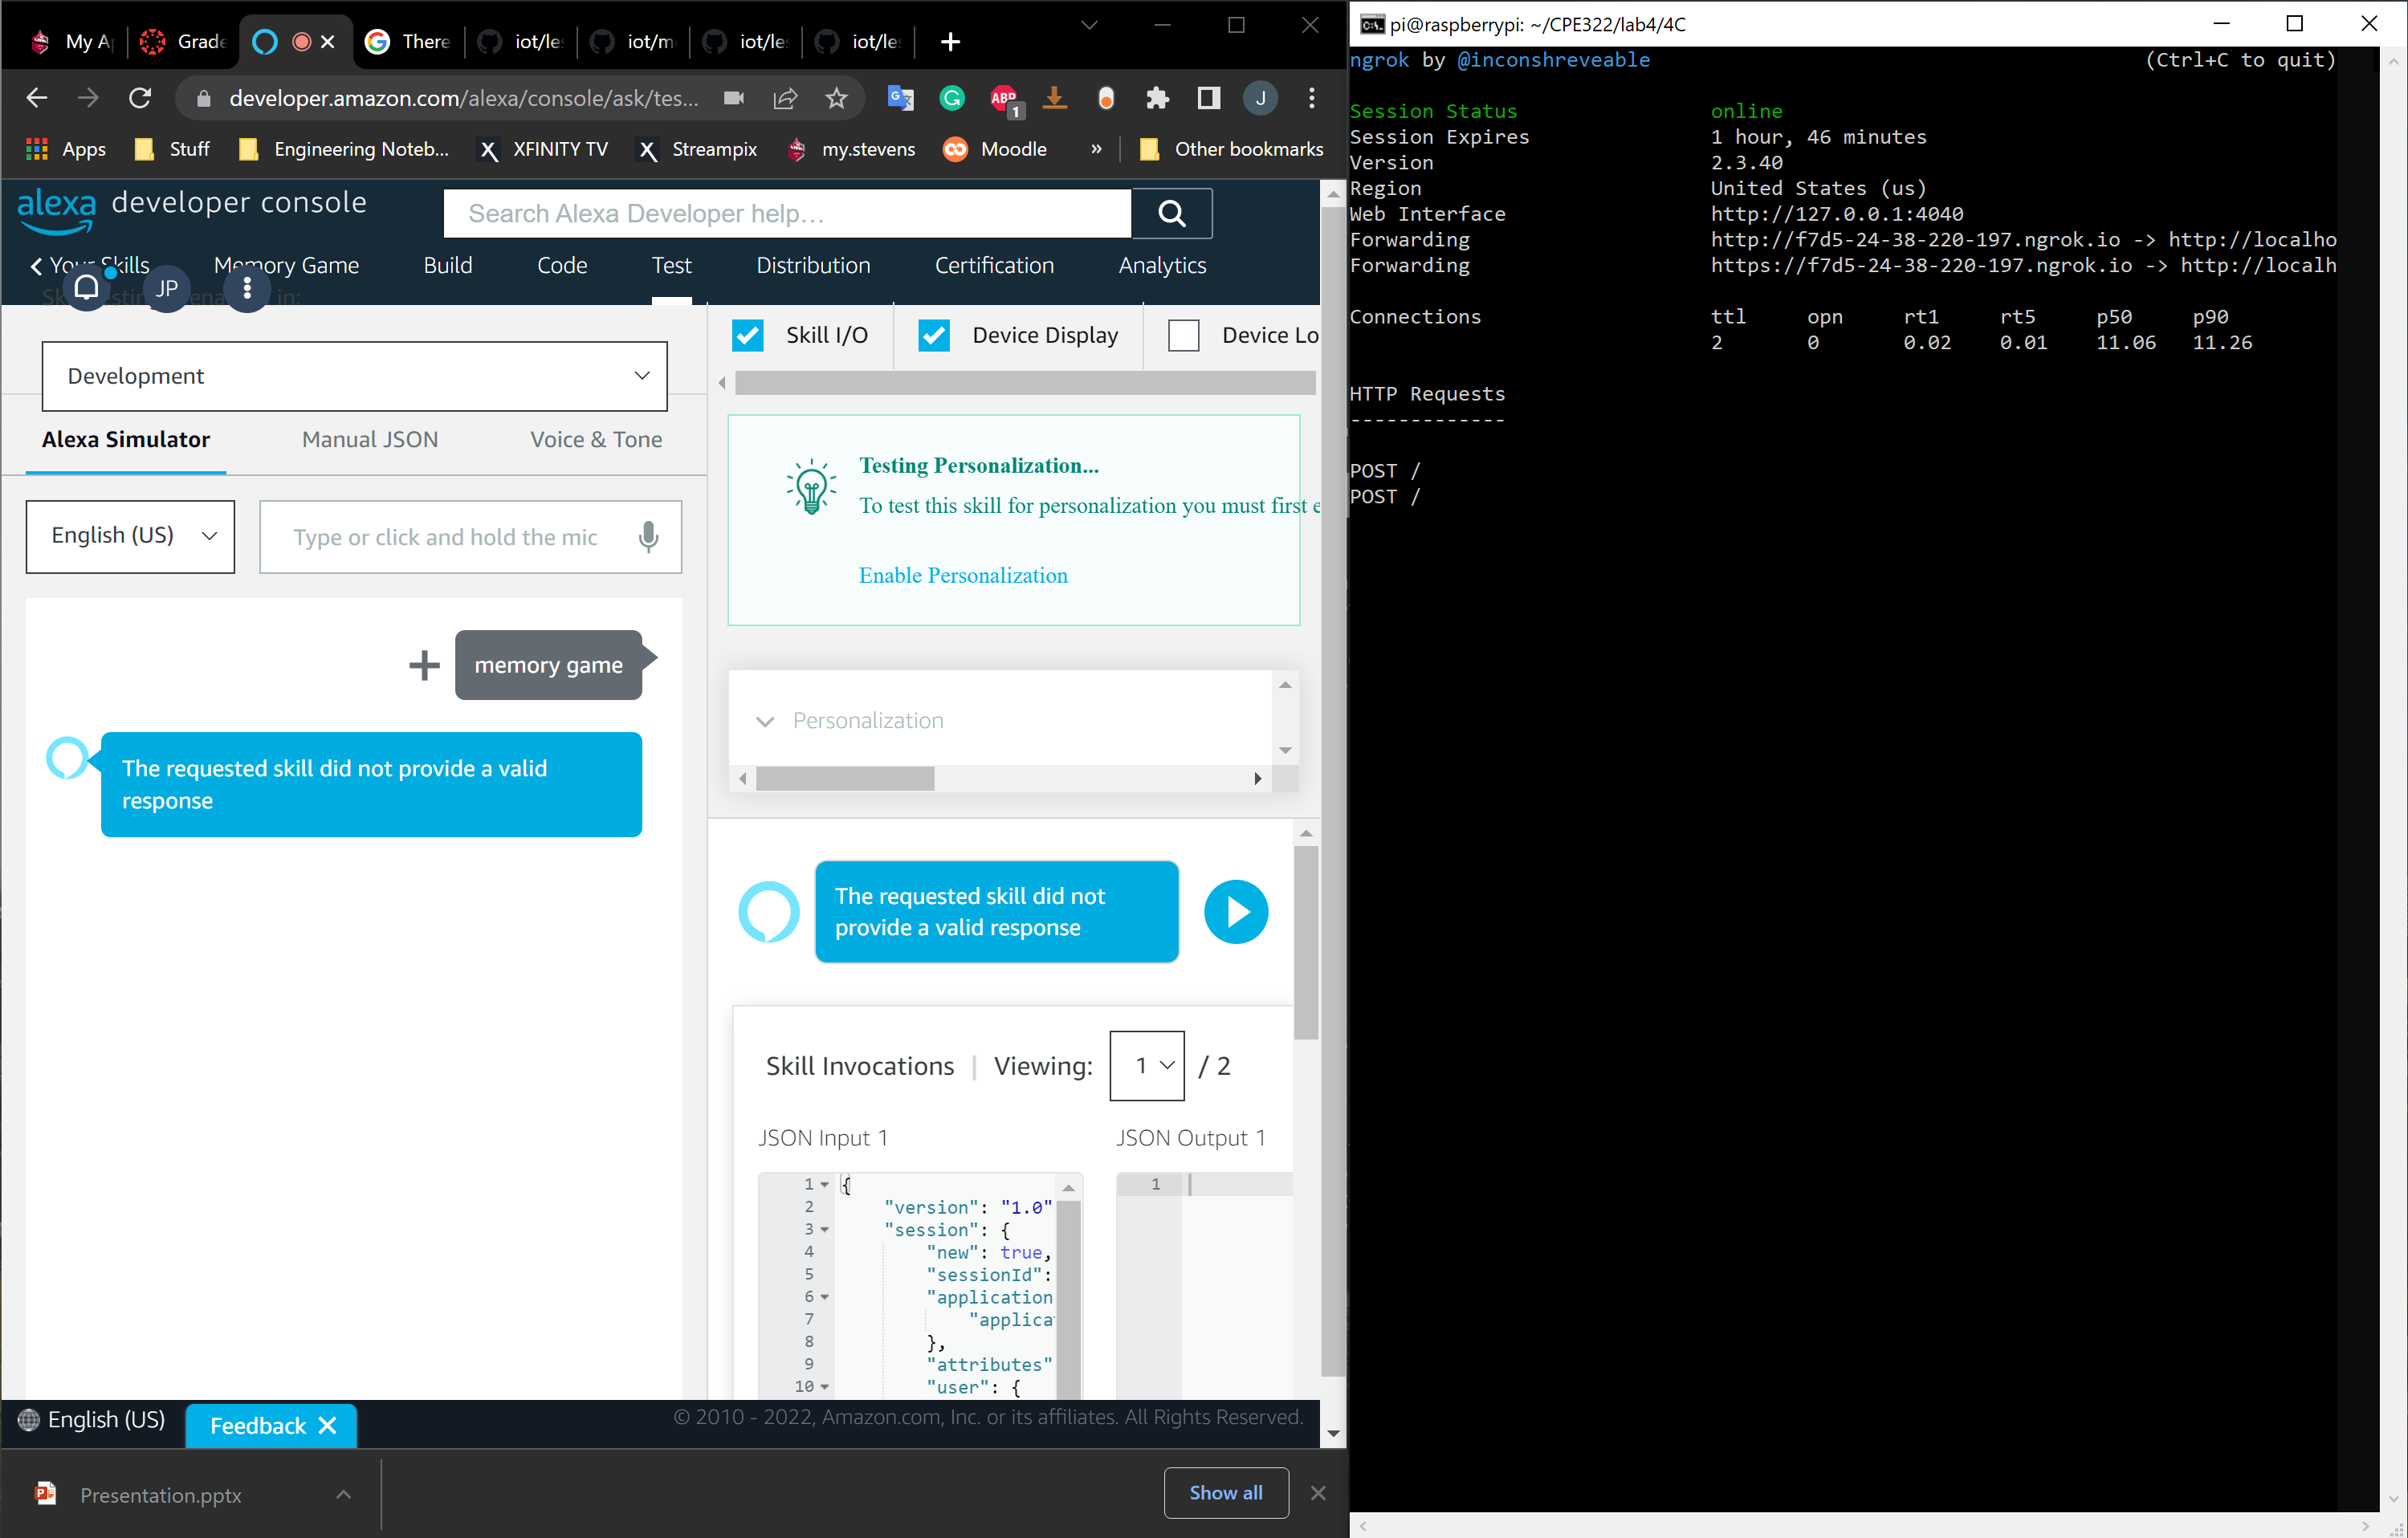 My A
Grade
There
iot/les
iot/m
iot/les
iot/les
developer.amazon.com/alexa/console/ask/tes...
ABP
1
J
Apps
Stuff
Engineering Noteb...
XFINITY TV
Streampix
my.stevens
Moodle
»
Other bookmarks
alexa developer console
Search Alexa Developer help...
Your Skills
Memory Game
Build
Code
Test
Distribution
Certification
Analytics
JP
in:
Skill I/O
Device Display
Device Lo
Development
Alexa Simulator
Manual JSON
Voice & Tone
English (US)
Type or click and hold the mic
Testing Personalization...
To test this skill for personalization you must first e
Enable Personalization
Personalization
memory game
The requested skill did not provide a valid
response
The requested skill did not
provide a valid response
Skill Invocations | Viewing: 1 / 2
JSON Input 1
JSON Output 1
1 {
2 "version": "1.0"
3 "session": {
4 "new": true,
5 "sessionId":
6 "application
7 "applica
8 },
9 "attributes"
10 "user": {
1
English (US)
Feedback
© 2010 - 2022, Amazon.com, Inc. or its affiliates. All Rights Reserved.
Presentation.pptx
Show all
pi@raspberrypi: ~/CPE322/lab4/4C
ngrok by @inconshreveable (Ctrl+C to quit)
Session Status online
Session Expires 1 hour, 46 minutes
Version 2.3.40
Region United States (us)
Web Interface http://127.0.0.1:4040
Forwarding http://f7d5-24-38-220-197.ngrok.io -> http://localho
Forwarding https://f7d5-24-38-220-197.ngrok.io -> http://localh
Connections ttl opn rt1 rt5 p50 p90
2 0 0.02 0.01 11.06 11.26
HTTP Requests
-------------
POST /
POST /